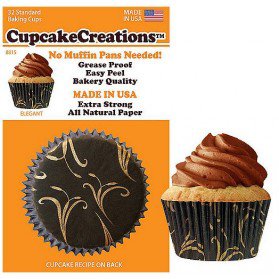 32 Standard
Baking Cups
MADE
IN USA
CupcakeCreations™
No Muffin Pans Needed!
Grease Proof
Easy Peel
Bakery Quality
MADE IN USA
Extra Strong
All Natural Paper
ELEGANT
CUPCAKE RECIPE ON BACK